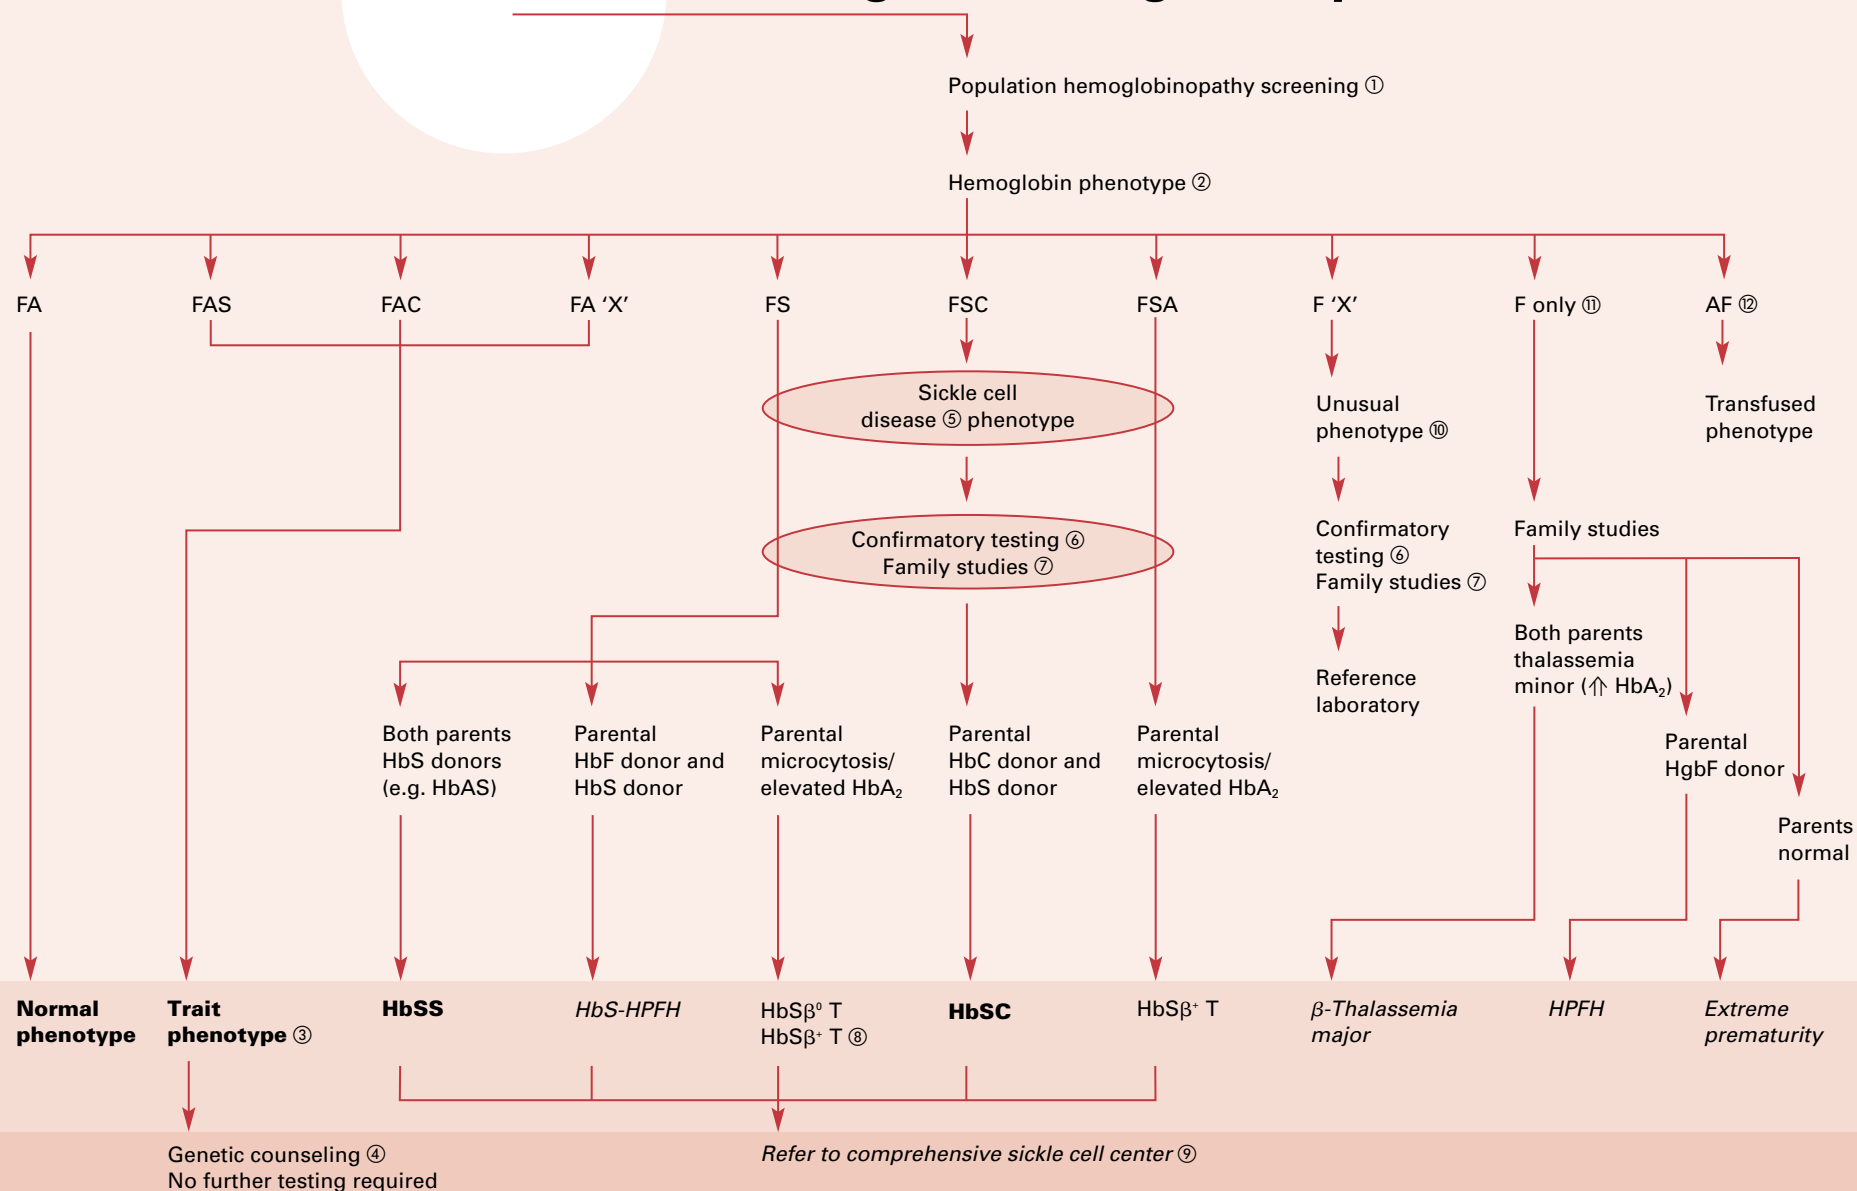 Population hemoglobinopathy screening ①
Hemoglobin phenotype ②
FA
FAS
FAC
FA ‘X’
FS
FSC
FSA
F ‘X’
F only ⑪
AF ⑫
Sickle cell
disease ⑤ phenotype
Unusual
phenotype ⑩
Transfused
phenotype
Confirmatory testing ⑥
Family studies ⑦
Confirmatory
testing ⑥
Family studies ⑦
Family studies
Reference
laboratory
Both parents
thalassemia
minor (⇑ HbA₂)
Both parents
HbS donors
(e.g. HbAS)
Parental
HbF donor and
HbS donor
Parental
microcytosis/
elevated HbA₂
Parental
HbC donor and
HbS donor
Parental
microcytosis/
elevated HbA₂
Parental
HgbF donor
Parents
normal
Normal
phenotype
Trait
phenotype ③
HbSS
HbS-HPFH
HbSβ⁰ T
HbSβ⁺ T ⑧
HbSC
HbSβ⁺ T
β-Thalassemia
major
HPFH
Extreme
prematurity
Genetic counseling ④
No further testing required
Refer to comprehensive sickle cell center ⑨